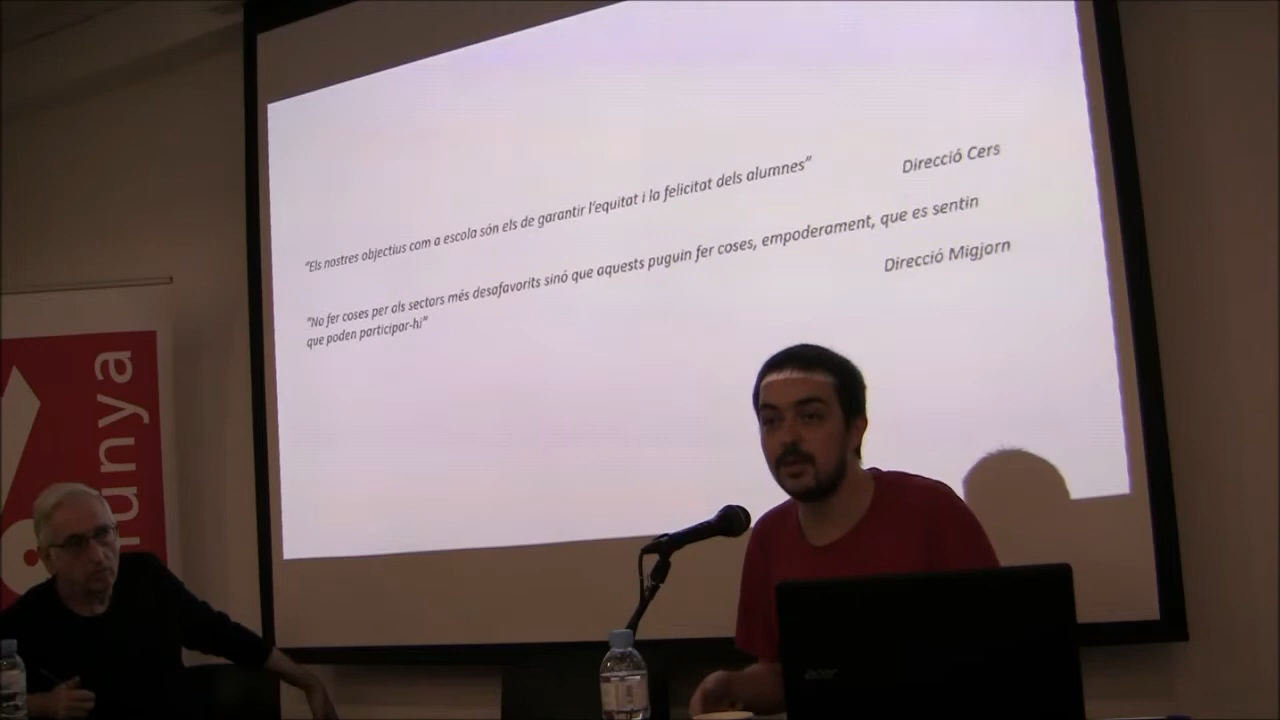 "Els nostres objectius com a escola són els de garantir l'equitat i la felicitat dels alumnes"
Direcció Cers
"No fer coses per als sectors més desafavorits sinó que aquests puguin fer coses, empoderament, que es sentin
que poden participar-hi"
Direcció Migjorn
unya
acer